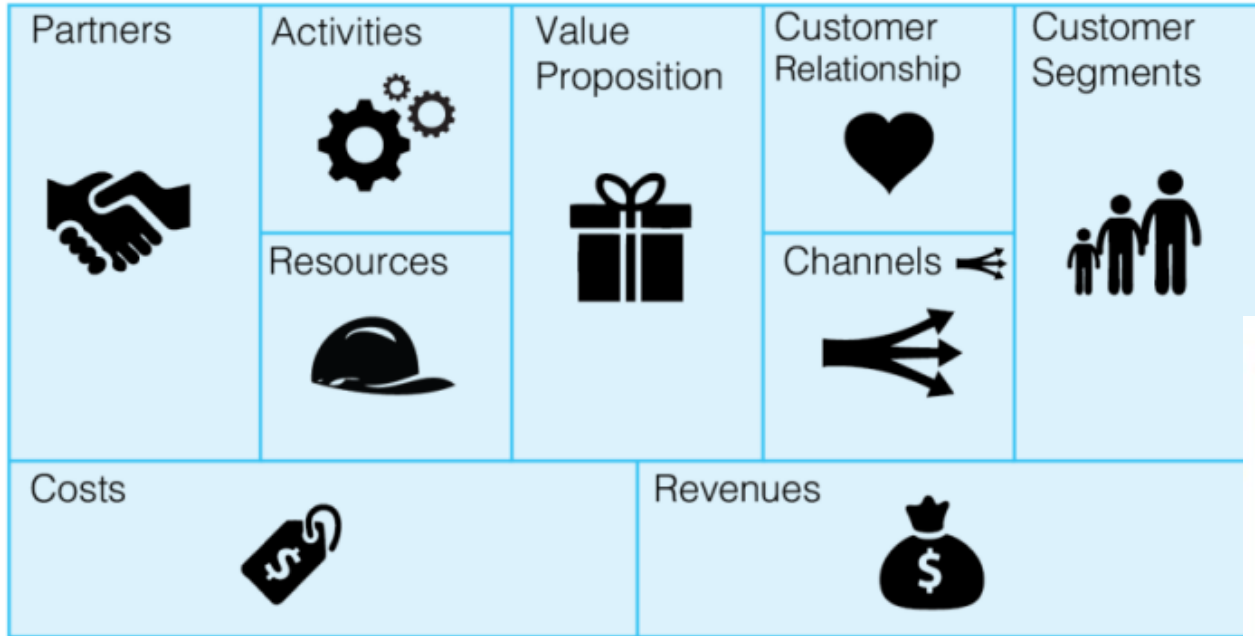 Partners
Activities
Value
Proposition
Customer
Relationship
Customer
Segments
Resources
Channels
Costs
$
Revenues
$